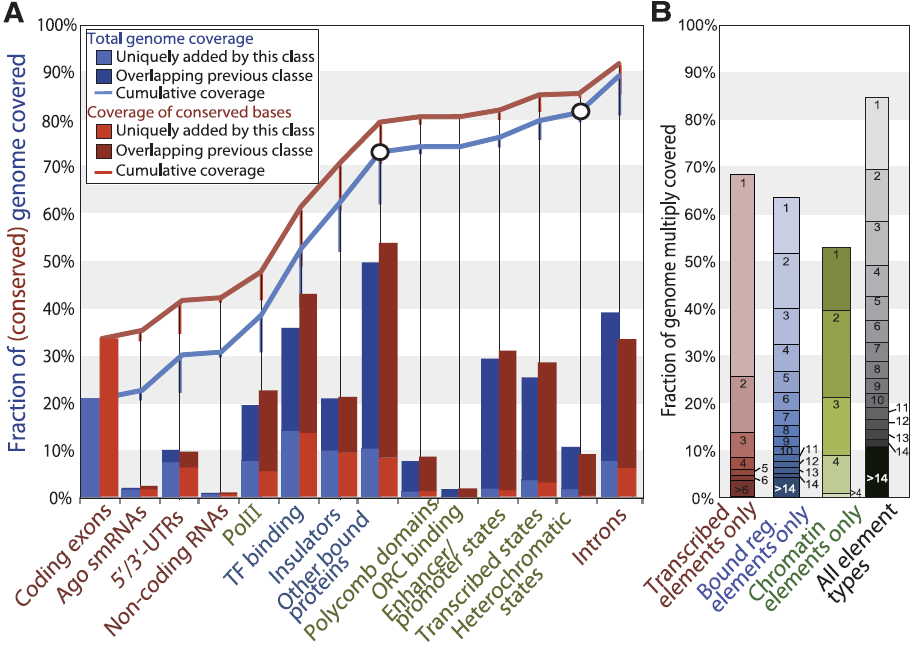 A
Fraction of (conserved) genome covered
100%
90%
80%
70%
60%
50%
40%
30%
20%
10%
0%
Total genome coverage
Uniquely added by this class
Overlapping previous classe
Cumulative coverage
Coverage of conserved bases
Uniquely added by this class
Overlapping previous classe
Cumulative coverage
Coding exons
Ago smRNAs
5′/3′-UTRs
Non-coding RNAs
PolII
TF binding
Insulators
Other bound
proteins
Polycomb domains
ORC binding
Enhancer/
promoter states
Transcribed states
Heterochromatic
states
Introns
B
Fraction of genome multiply covered
100%
90%
80%
70%
60%
50%
40%
30%
20%
10%
0%
1
2
3
4
5
6
>6
1
2
3
4
5
6
7
8
9
10
11
12
13
14
>14
1
2
3
4
>4
1
2
3
4
5
6
7
8
9
10
11
12
13
14
>14
Transcribed
elements only
Bound reg.
elements only
Chromatin
elements only
All element
types